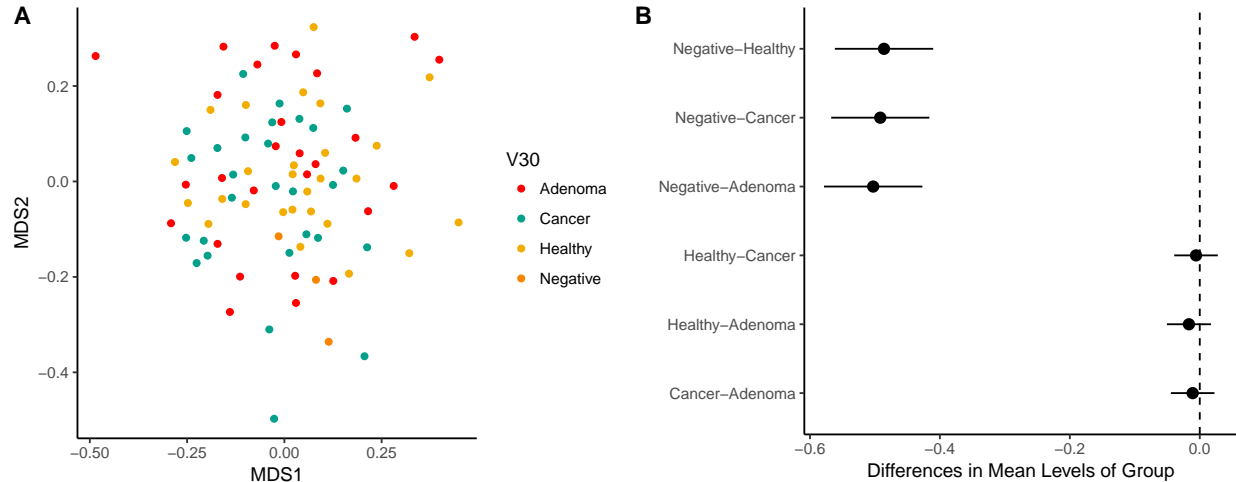 A
MDS2
0.2
0.0
−0.2
−0.4
−0.50
−0.25
0.00
0.25
MDS1
V30
Adenoma
Cancer
Healthy
Negative
B
Negative−Healthy
Negative−Cancer
Negative−Adenoma
Healthy−Cancer
Healthy−Adenoma
Cancer−Adenoma
−0.6
−0.4
−0.2
0.0
Differences in Mean Levels of Group